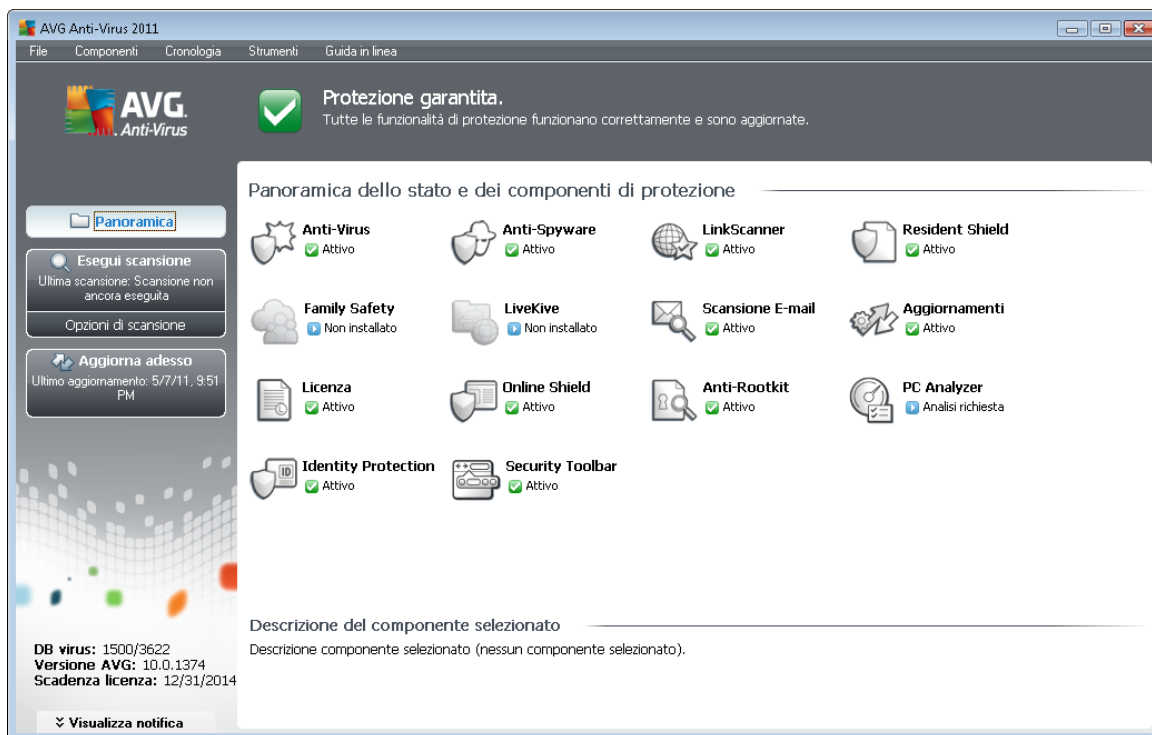 AVG Anti-Virus 2011
File Componenti Cronologia Strumenti Guida in linea
AVG.
Anti-Virus
Protezione garantita.
Tutte le funzionalità di protezione funzionano correttamente e sono aggiornate.
Panoramica
Esegui scansione
Ultima scansione: Scansione non
ancora eseguita
Opzioni di scansione
Aggiorna adesso
Ultimo aggiornamento: 5/7/11, 9:51
PM
DB virus: 1500/3622
Versione AVG: 10.0.1374
Scadenza licenza: 12/31/2014
Visualizza notifica
Panoramica dello stato e dei componenti di protezione
Anti-Virus
Attivo
Anti-Spyware
Attivo
LinkScanner
Attivo
Resident Shield
Attivo
Family Safety
Non installato
LiveKive
Non installato
Scansione E-mail
Attivo
Aggiornamenti
Attivo
Licenza
Attivo
Online Shield
Attivo
Anti-Rootkit
Attivo
PC Analyzer
Analisi richiesta
ID
Identity Protection
Attivo
Security Toolbar
Attivo
Descrizione del componente selezionato
Descrizione componente selezionato (nessun componente selezionato).